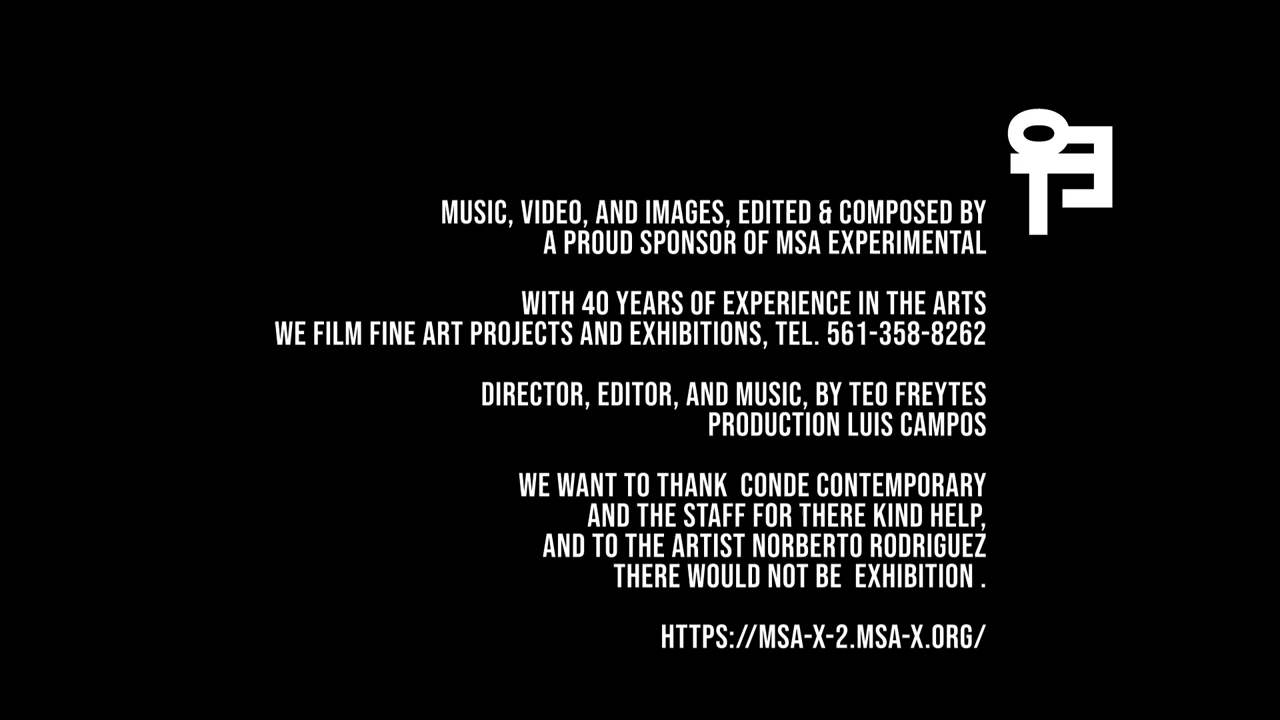 MUSIC, VIDEO, AND IMAGES, EDITED & COMPOSED BY
A PROUD SPONSOR OF MSA EXPERIMENTAL
WITH 40 YEARS OF EXPERIENCE IN THE ARTS
WE FILM FINE ART PROJECTS AND EXHIBITIONS, TEL. 561-358-8262
DIRECTOR, EDITOR, AND MUSIC, BY TEO FREYTES
PRODUCTION LUIS CAMPOS
WE WANT TO THANK  CONDE CONTEMPORARY
AND THE STAFF FOR THERE KIND HELP,
AND TO THE ARTIST NORBERTO RODRIGUEZ
THERE WOULD NOT BE  EXHIBITION .
HTTPS://MSA-X-2.MSA-X.ORG/